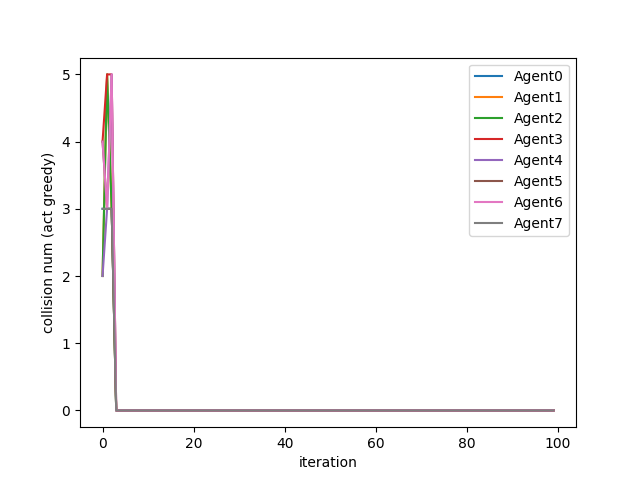 5
4
3
2
1
0
collision num (act greedy)
0
20
40
60
80
100
iteration
Agent0
Agent1
Agent2
Agent3
Agent4
Agent5
Agent6
Agent7